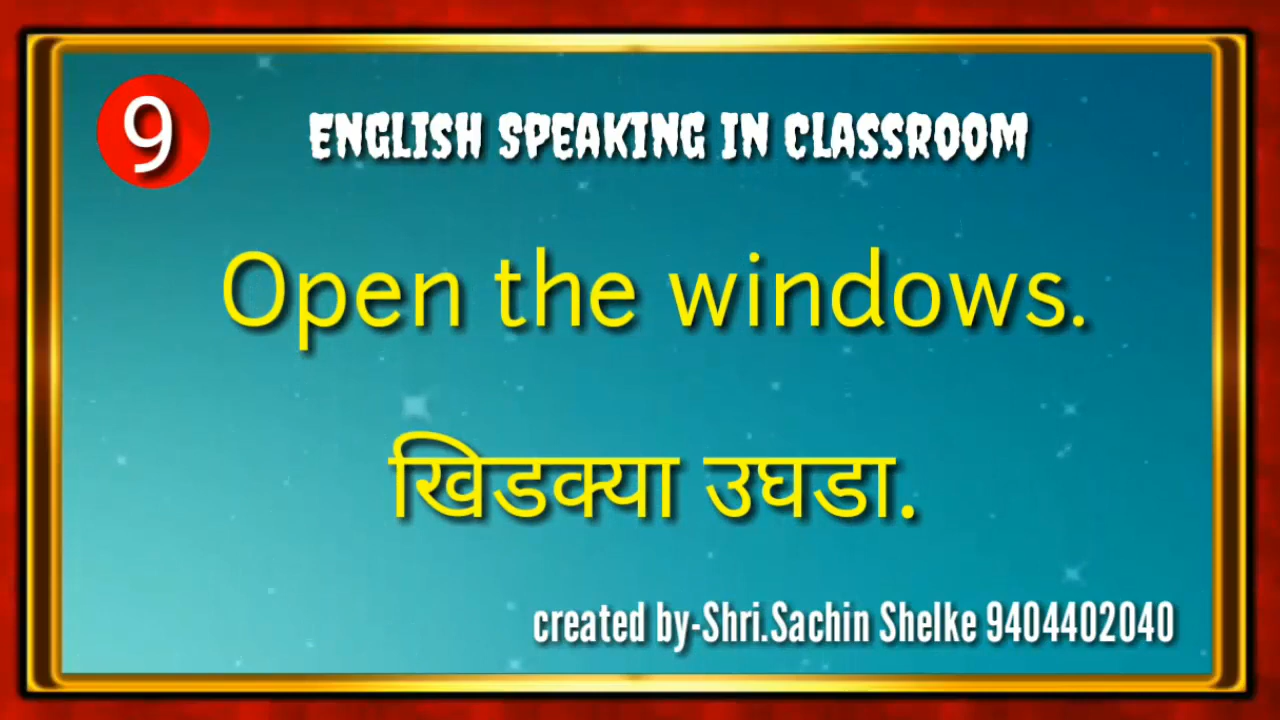 9
ENGLISH SPEAKING IN CLASSROOM
Open the windows.
खिडक्या उघडा.
created by-Shri.Sachin Shelke 9404402040